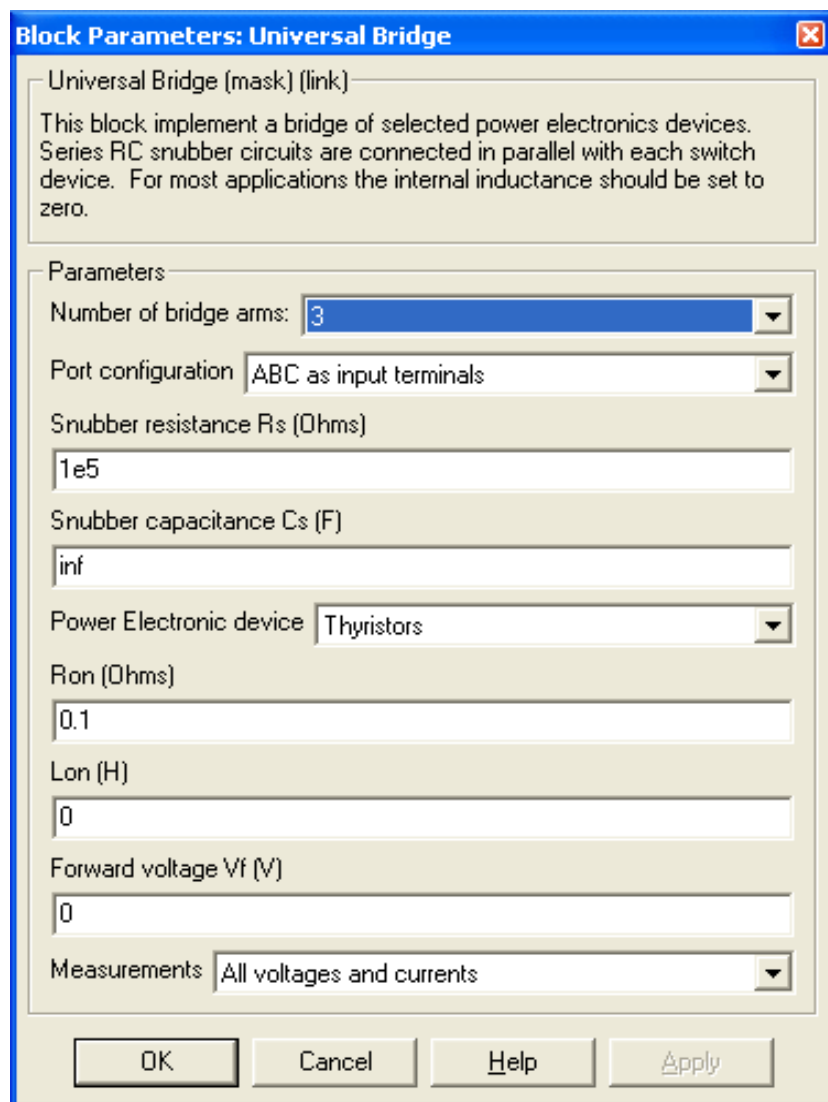 Block Parameters: Universal Bridge
Universal Bridge (mask) (link)
This block implement a bridge of selected power electronics devices.
Series RC snubber circuits are connected in parallel with each switch
device.  For most applications the internal inductance should be set to
zero.
Parameters
Number of bridge arms: 3
Port configuration ABC as input terminals
Snubber resistance Rs (Ohms)
1e5
Snubber capacitance Cs (F)
inf
Power Electronic device Thyristors
Ron (Ohms)
0.1
Lon (H)
0
Forward voltage Vf (V)
0
Measurements All voltages and currents
OK Cancel Help Apply